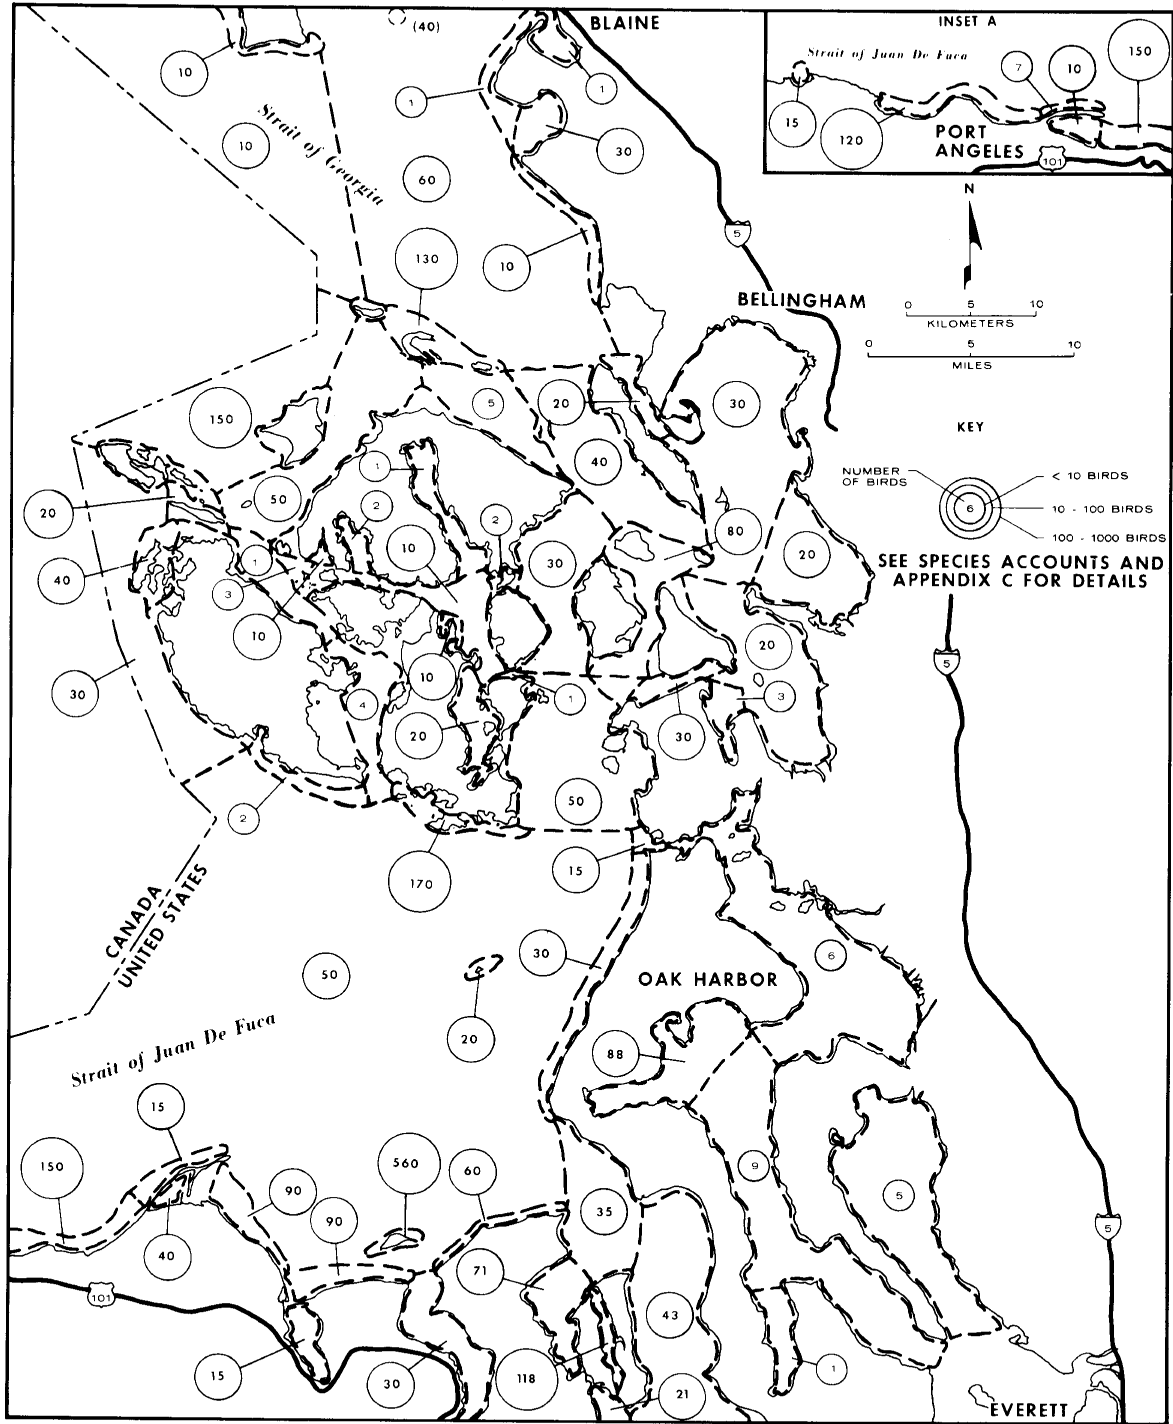 BLAINE
(40)
10
1
1
30
10
Strait of Georgia
60
130
10
INSET A
Strait of Juan De Fuca
150
7
10
15
120
PORT
ANGELES
101
N
5
BELLINGHAM
0 5 10
KILOMETERS
0 5 10
MILES
KEY
NUMBER
OF BIRDS
6
< 10 BIRDS
10 - 100 BIRDS
100 - 1000 BIRDS
SEE SPECIES ACCOUNTS AND
APPENDIX C FOR DETAILS
150
5
20
30
40
1
50
2
2
20
10
30
80
20
40
1
3
10
10
20
30
4
20
1
30
3
2
50
15
170
5
CANADA
UNITED STATES
50
30
20
OAK HARBOR
6
Strait of Juan De Fuca
88
15
150
40
90
90
560
60
35
9
5
5
101
71
43
15
30
118
21
1
EVERETT